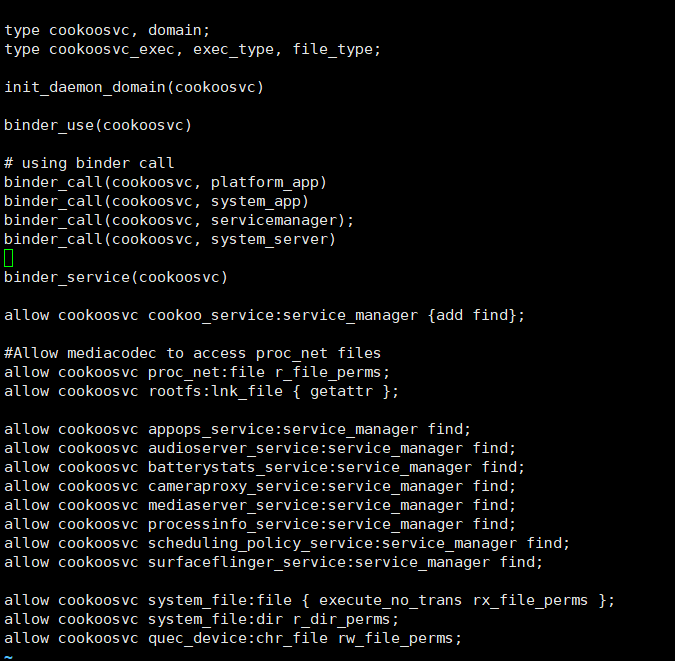 type cookoosvc, domain;
type cookoosvc_exec, exec_type, file_type;
init_daemon_domain(cookoosvc)
binder_use(cookoosvc)
# using binder call
binder_call(cookoosvc, platform_app)
binder_call(cookoosvc, system_app)
binder_call(cookoosvc, servicemanager);
binder_call(cookoosvc, system_server)
binder_service(cookoosvc)
allow cookoosvc cookoo_service:service_manager {add find};
#Allow mediacodec to access proc_net files
allow cookoosvc proc_net:file r_file_perms;
allow cookoosvc rootfs:lnk_file { getattr };
allow cookoosvc appops_service:service_manager find;
allow cookoosvc audioserver_service:service_manager find;
allow cookoosvc batterystats_service:service_manager find;
allow cookoosvc cameraproxy_service:service_manager find;
allow cookoosvc mediaserver_service:service_manager find;
allow cookoosvc processinfo_service:service_manager find;
allow cookoosvc scheduling_policy_service:service_manager find;
allow cookoosvc surfaceflinger_service:service_manager find;
allow cookoosvc system_file:file { execute_no_trans rx_file_perms };
allow cookoosvc system_file:dir r_dir_perms;
allow cookoosvc quec_device:chr_file rw_file_perms;
~